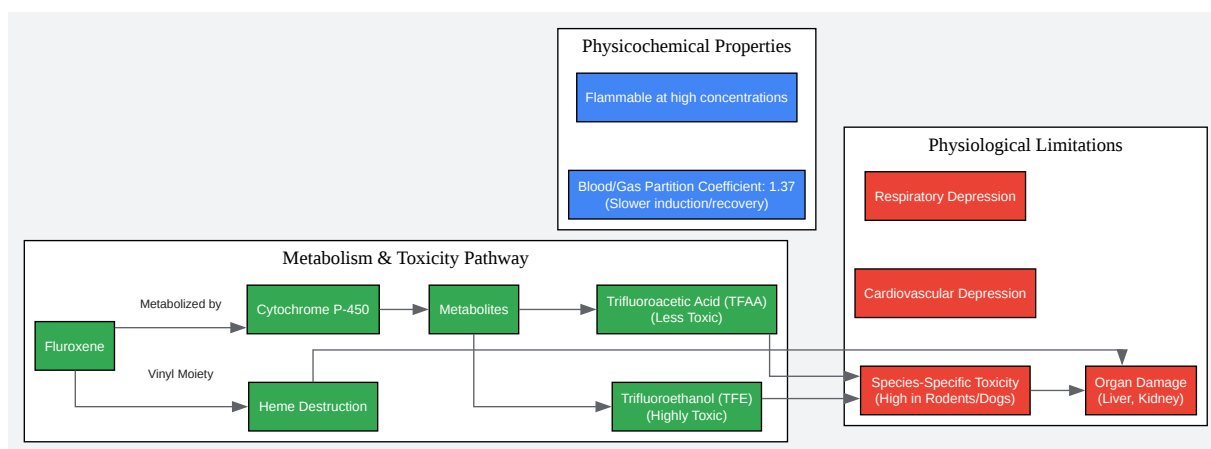 Physicochemical Properties
Flammable at high concentrations
Blood/Gas Partition Coefficient: 1.37
(Slower induction/recovery)
Physiological Limitations
Respiratory Depression
Cardiovascular Depression
Species-Specific Toxicity
(High in Rodents/Dogs)
Organ Damage
(Liver, Kidney)
Metabolism & Toxicity Pathway
Fluroxene
Metabolized by
Vinyl Moiety
Cytochrome P-450
Heme Destruction
Metabolites
Trifluoroacetic Acid (TFAA)
(Less Toxic)
Trifluoroethanol (TFE)
(Highly Toxic)